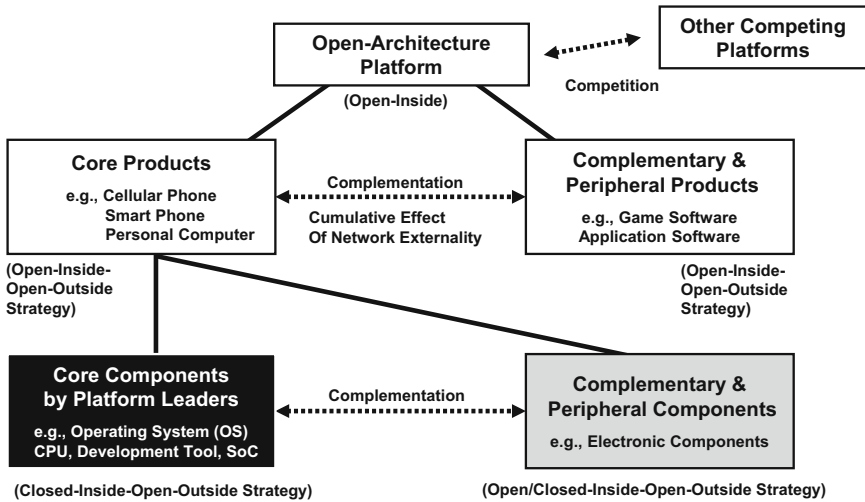 Open-Architecture
Platform
(Open-Inside)
Other Competing
Platforms
Competition
Core Products
e.g., Cellular Phone
Smart Phone
Personal Computer
(Open-Inside-
Open-Outside
Strategy)
Complementation
Cumulative Effect
Of Network Externality
Complementary &
Peripheral Products
e.g., Game Software
Application Software
(Open-Inside-
Open-Outside
Strategy)
Core Components
by Platform Leaders
e.g., Operating System (OS)
CPU, Development Tool, SoC
(Closed-Inside-Open-Outside Strategy)
Complementation
Complementary &
Peripheral Components
e.g., Electronic Components
(Open/Closed-Inside-Open-Outside Strategy)